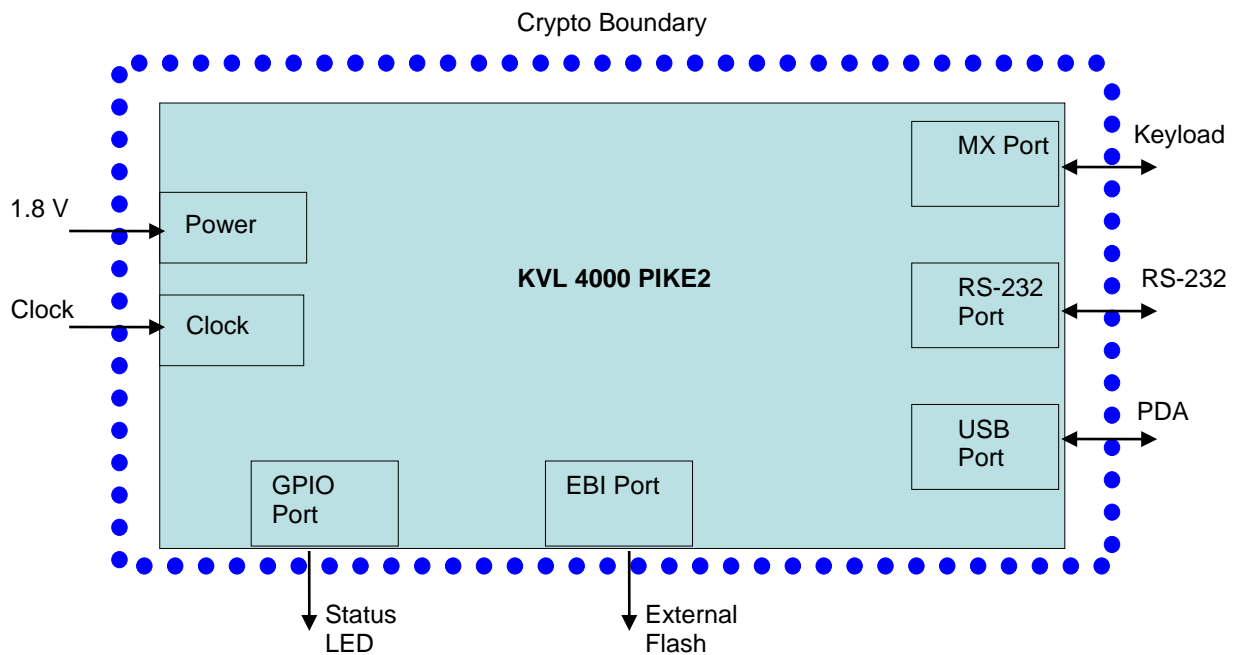 Crypto Boundary
MX Port
Keyload
1.8 V
Power
KVL 4000 PIKE2
RS-232
Port
RS-232
Clock
Clock
USB
Port
PDA
GPIO
Port
EBI Port
Status
LED
External
Flash